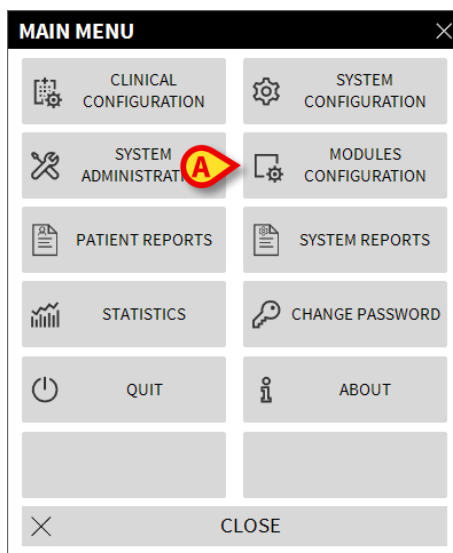 MAIN MENU
CLINICAL
CONFIGURATION
SYSTEM
CONFIGURATION
SYSTEM
A
MODULES
CONFIGURATION
PATIENT REPORTS
SYSTEM REPORTS
STATISTICS
CHANGE PASSWORD
QUIT
ABOUT
CLOSE